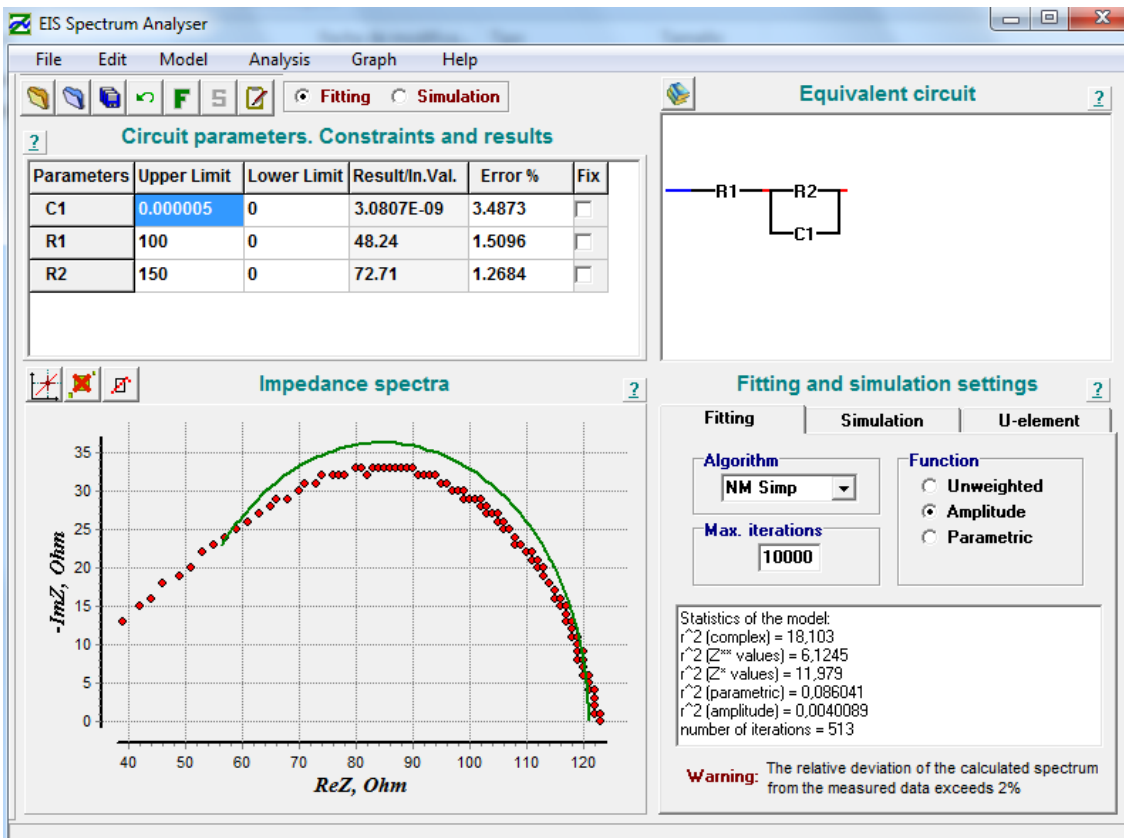 EIS Spectrum Analyser
File Edit Model Analysis Graph Help
F S Fitting Simulation
Equivalent circuit ?
? Circuit parameters. Constraints and results
Parameters Upper Limit Lower Limit Result/In.Val. Error % Fix
C1 0.000005 0 3.0807E-09 3.4873
R1 100 0 48.24 1.5096
R2 150 0 72.71 1.2684
R1 R2
C1
Impedance spectra ?
-ImZ, Ohm
35
30
25
20
15
10
5
0
40 50 60 70 80 90 100 110 120
ReZ, Ohm
Fitting and simulation settings ?
Fitting Simulation U-element
Algorithm
NM Simp
Max. iterations
10000
Function
Unweighted
Amplitude
Parametric
Statistics of the model:
r^2 (complex) = 18,103
r^2 (Z'' values) = 6,1245
r^2 (Z' values) = 11,979
r^2 (parametric) = 0,086041
r^2 (amplitude) = 0,0040089
number of iterations = 513
Warning: The relative deviation of the calculated spectrum
from the measured data exceeds 2%